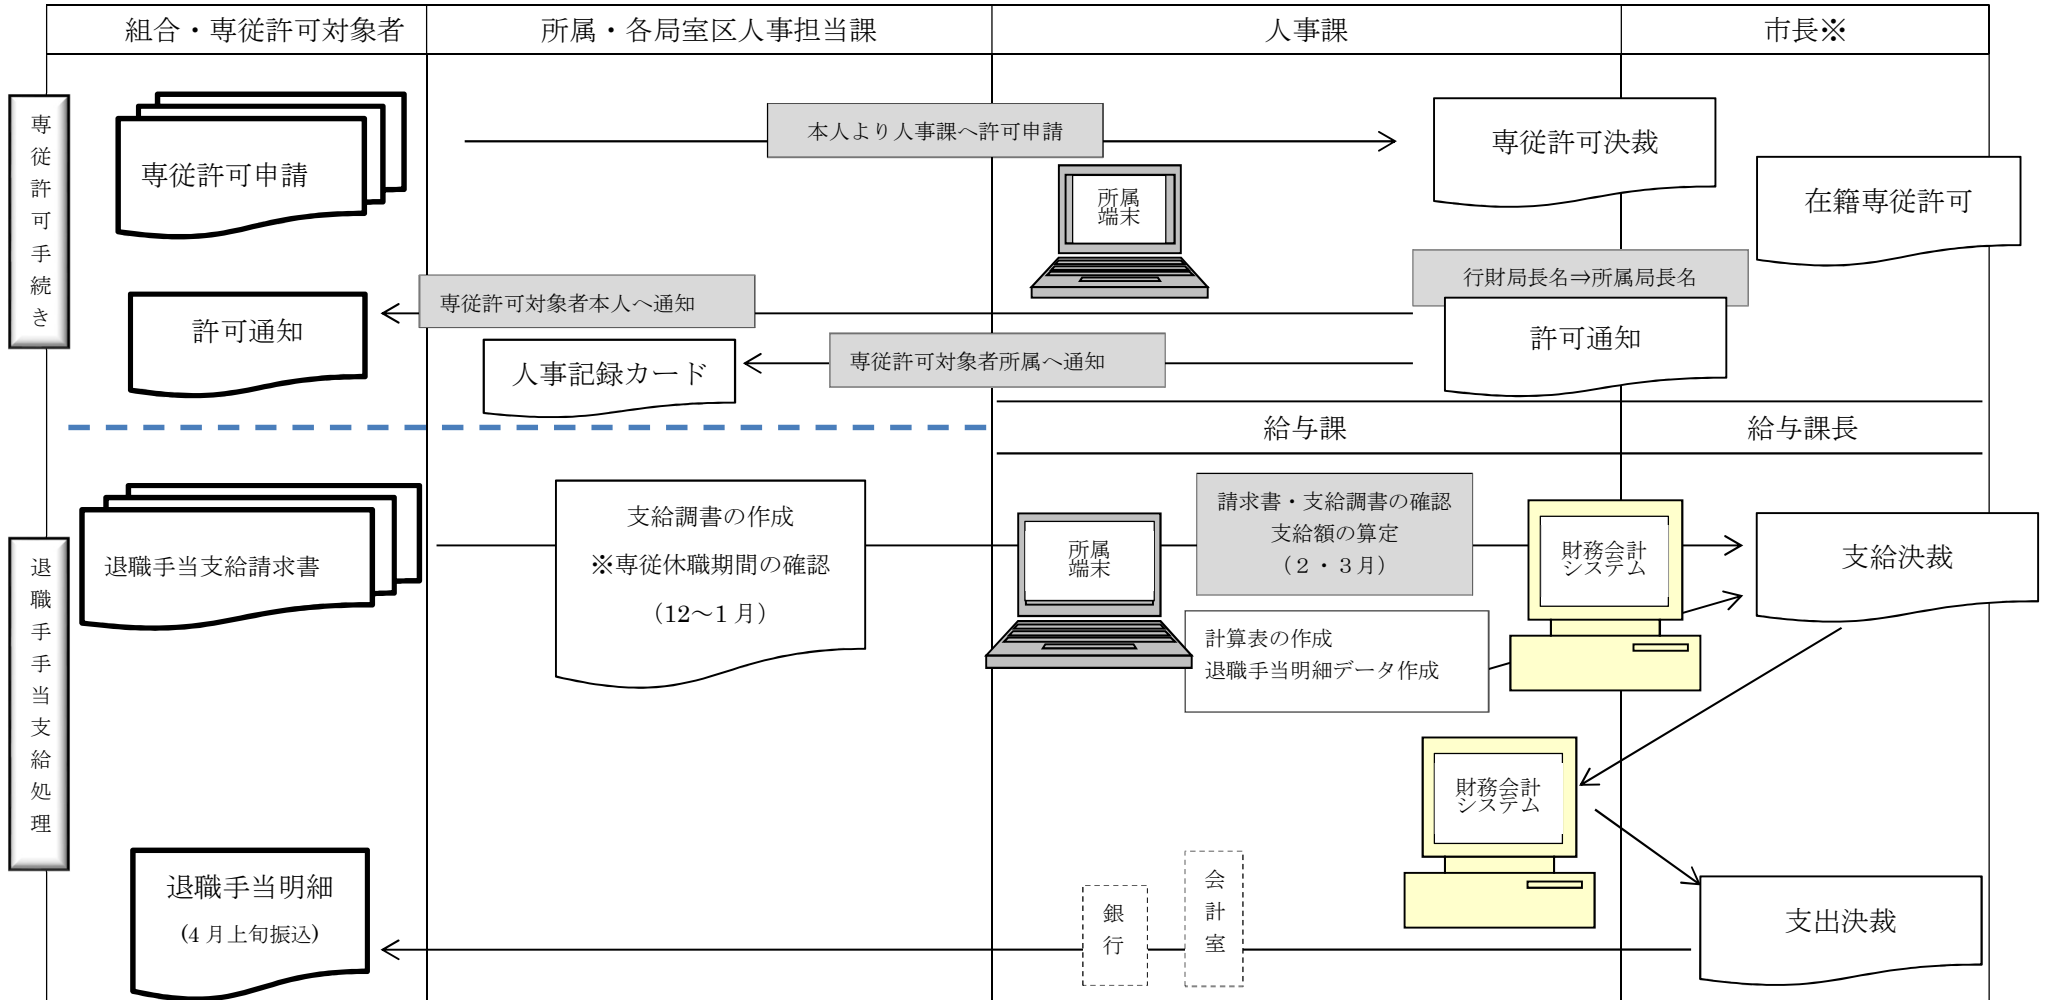 組合・専従許可対象者
所属・各局室区人事担当課
人事課
市長※
専従許可手続き
専従許可申請
本人より人事課へ許可申請
専従許可決裁
所属
端末
在籍専従許可
行財局長名⇒所属局長名
専従許可対象者本人へ通知
許可通知
許可通知
専従許可対象者所属へ通知
人事記録カード
給与課
給与課長
退職手当支給処理
退職手当支給請求書
支給調書の作成
※専従休職期間の確認
（12～1月）
所属
端末
請求書・支給調書の確認
支給額の算定
（２・３月）
財務会計
システム
支給決裁
計算表の作成
退職手当明細データ作成
財務会計
システム
退職手当明細
(4月上旬振込)
銀行
会計室
支出決裁